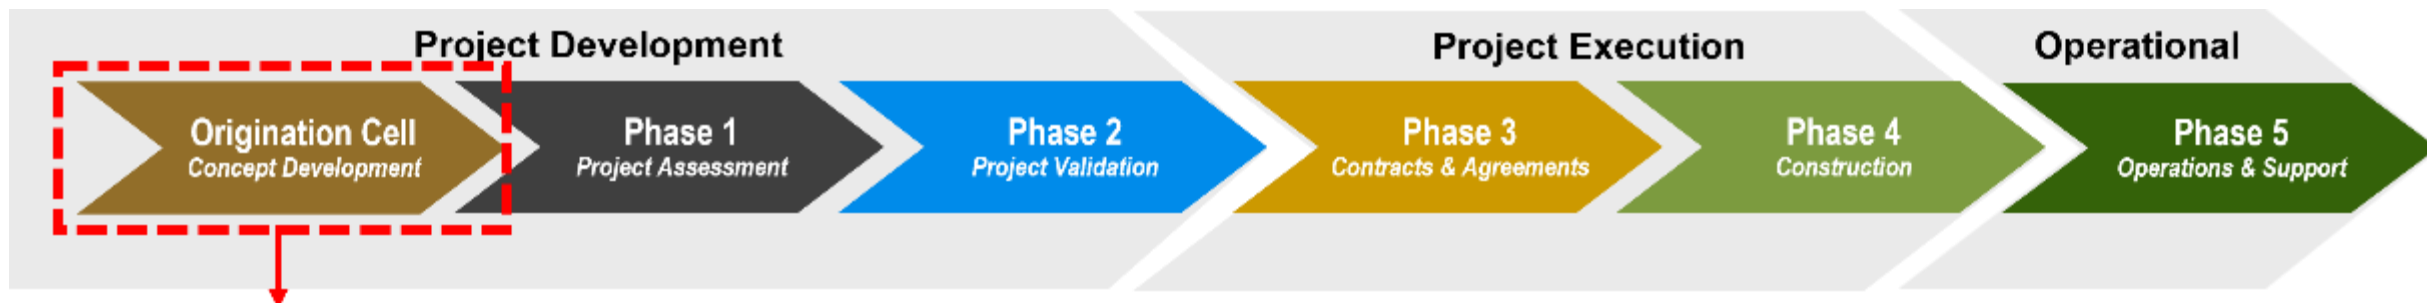 Project Development
Project Execution
Operational
Origination Cell
Concept Development
Phase 1
Project Assessment
Phase 2
Project Validation
Phase 3
Contracts & Agreements
Phase 4
Construction
Phase 5
Operations & Support